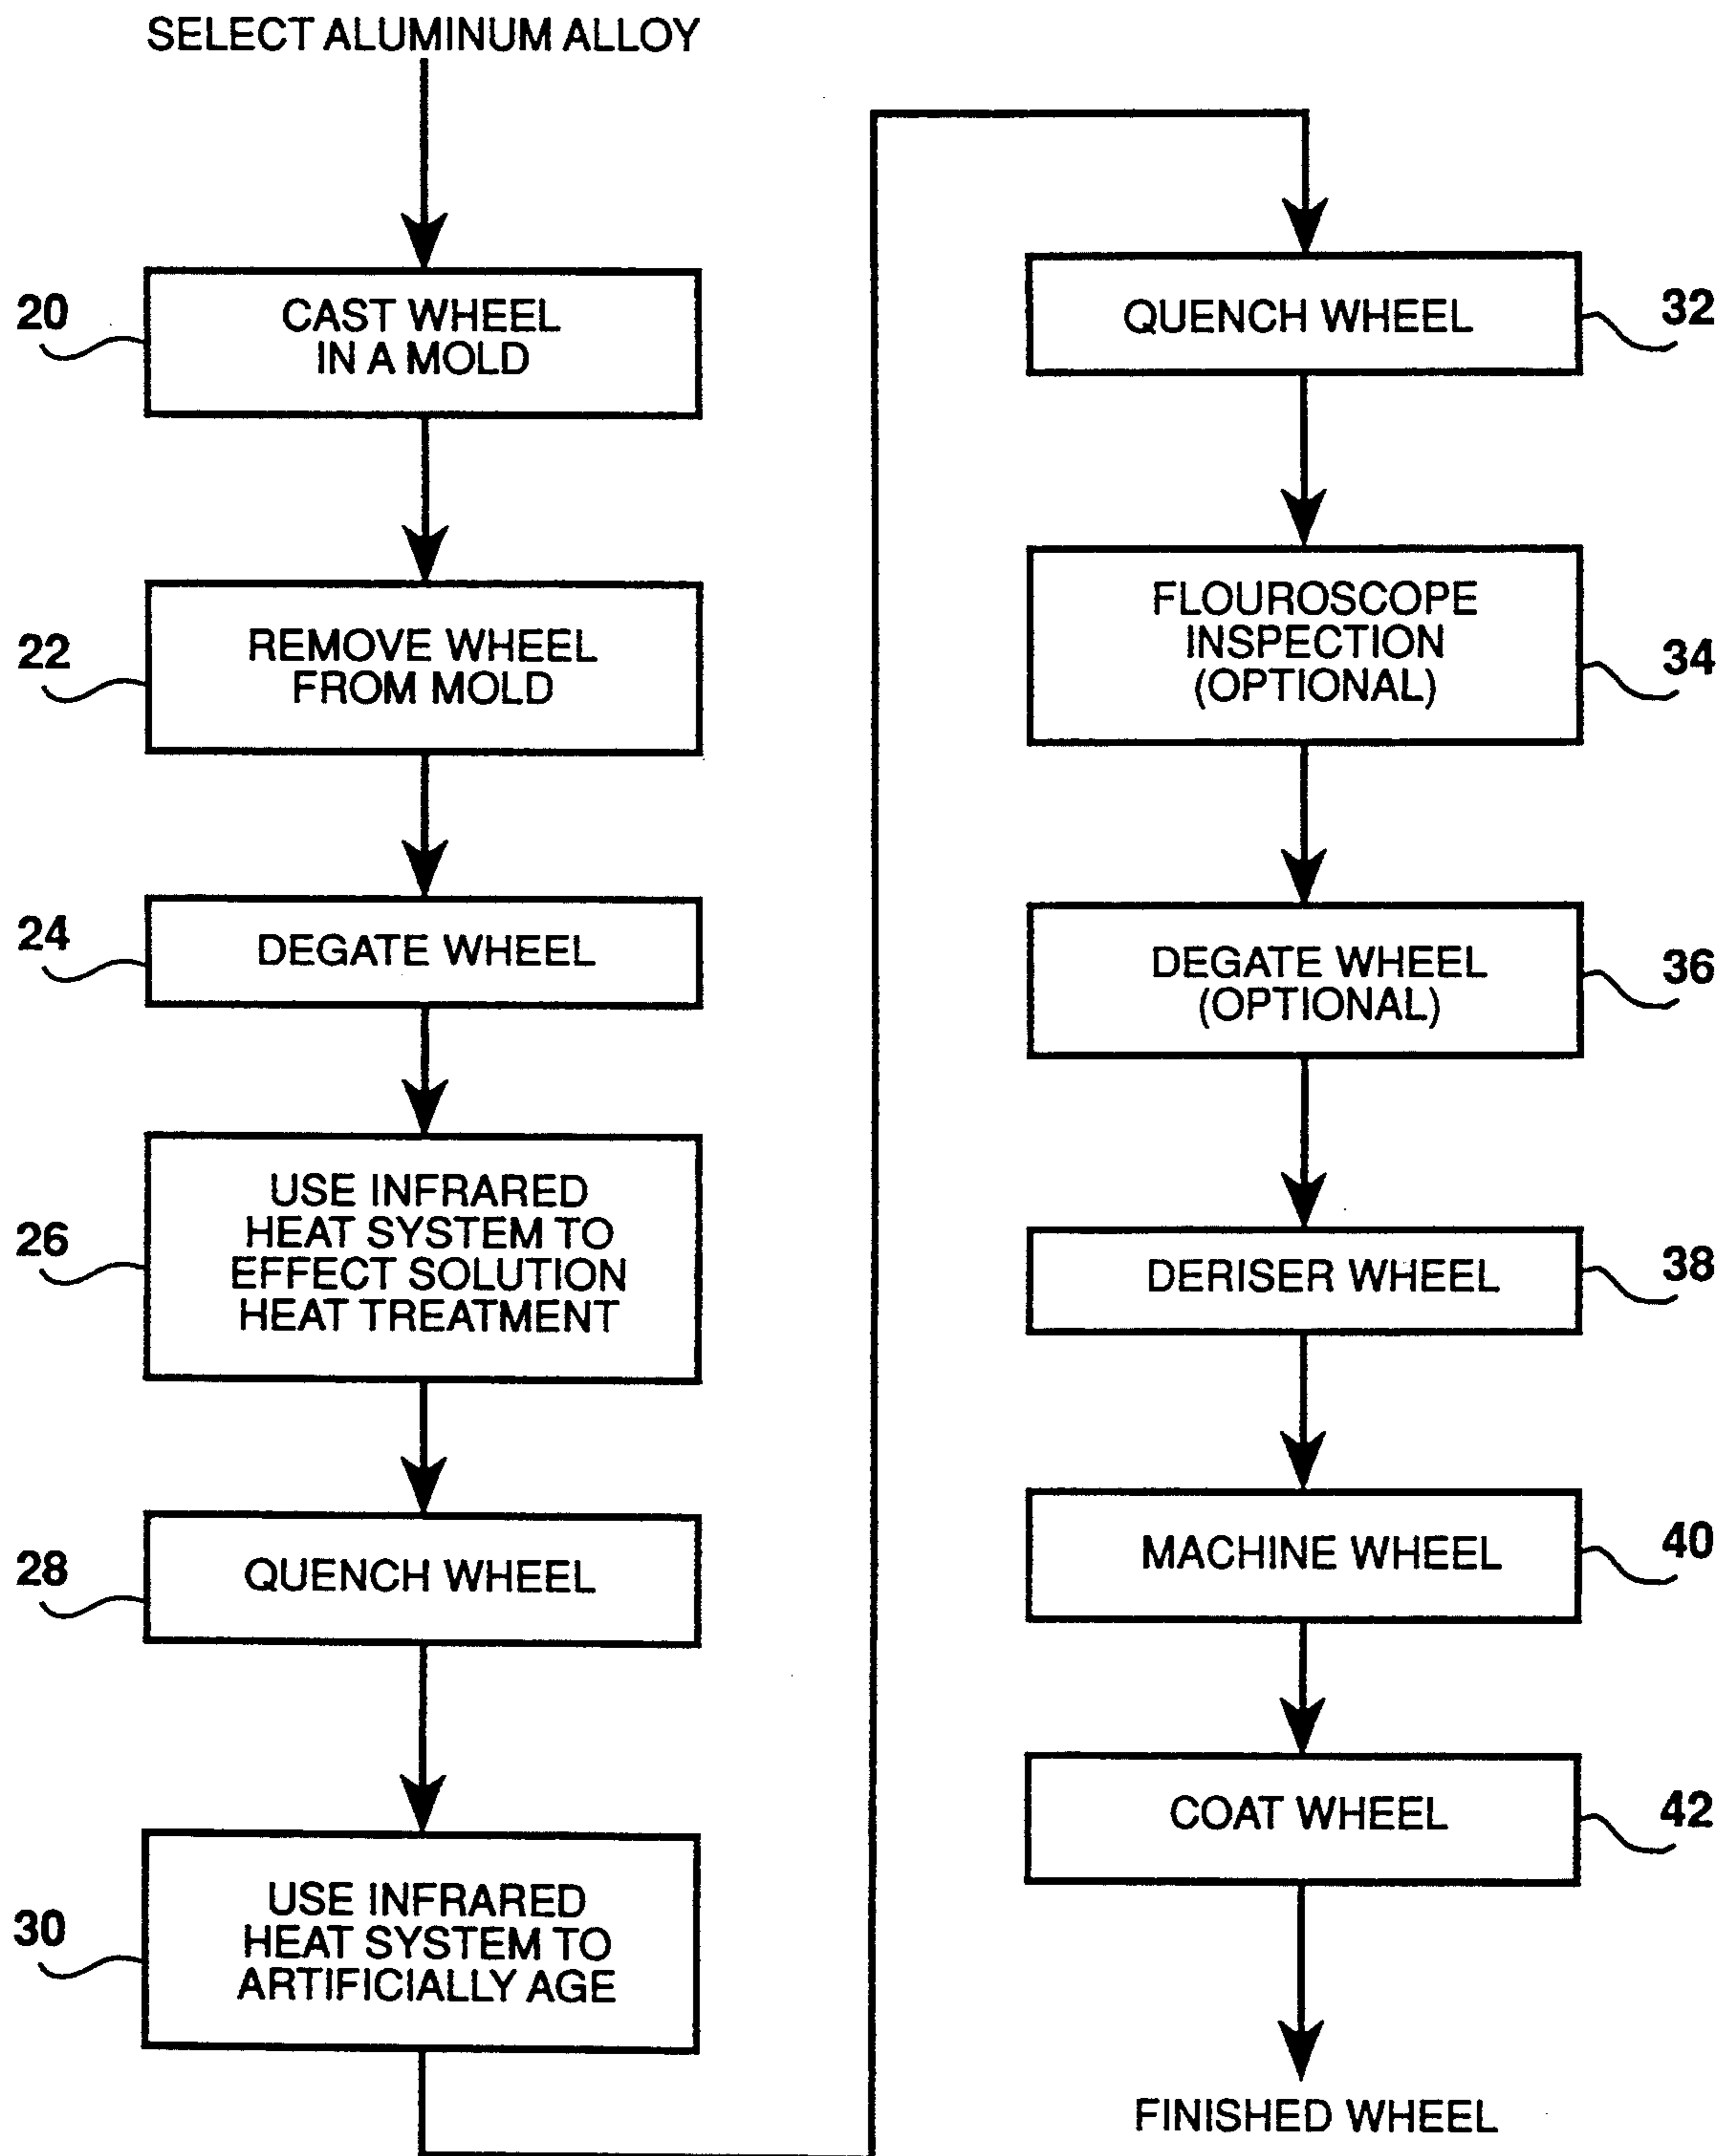 SELECT ALUMINUM ALLOY
20
CAST WHEEL
IN A MOLD
22
REMOVE WHEEL
FROM MOLD
24
DEGATE WHEEL
26
USE INFRARED
HEAT SYSTEM TO
EFFECT SOLUTION
HEAT TREATMENT
28
QUENCH WHEEL
30
USE INFRARED
HEAT SYSTEM TO
ARTIFICIALLY AGE
QUENCH WHEEL
32
FLOUROSCOPE
INSPECTION
(OPTIONAL)
34
DEGATE WHEEL
(OPTIONAL)
36
DERISER WHEEL
38
MACHINE WHEEL
40
COAT WHEEL
42
FINISHED WHEEL